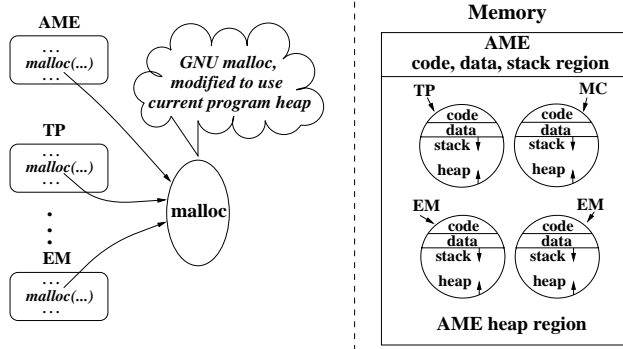 AME
...
malloc(...)
...
TP
...
malloc(...)
...
EM
...
malloc(...)
...
GNU malloc,
modified to use
current program heap
malloc
Memory
AME
code, data, stack region
TP
code
data
stack
heap
MC
code
data
stack
heap
EM
code
data
stack
heap
EM
code
data
stack
heap
AME heap region